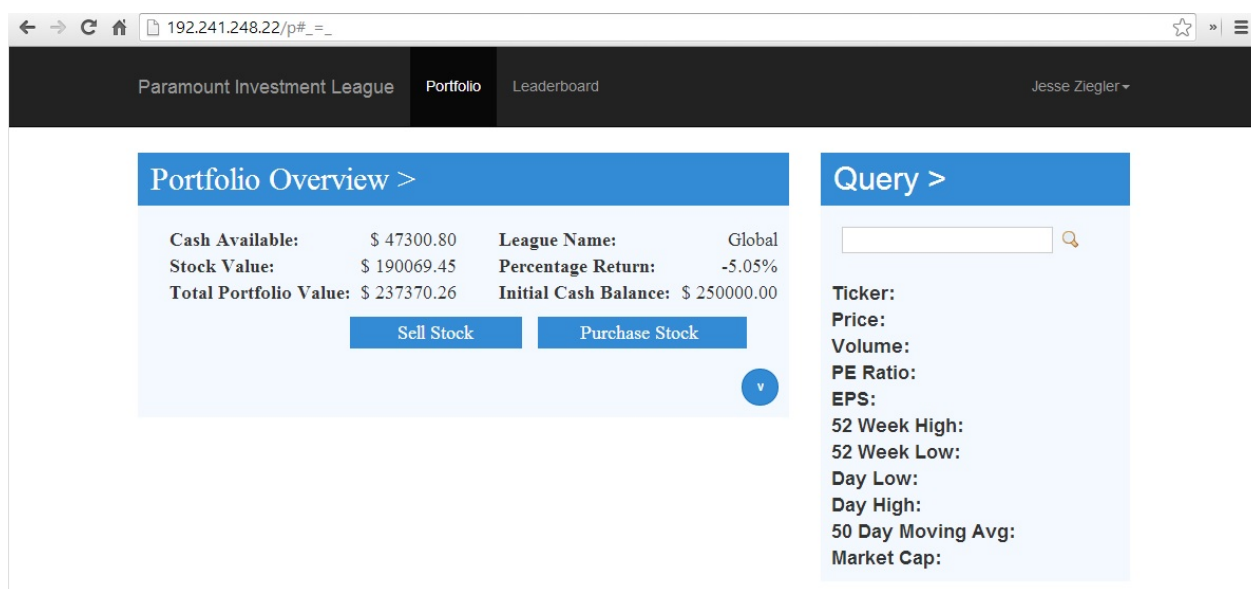 192.241.248.22/p#_=_
Paramount Investment League Portfolio Leaderboard Jesse Ziegler
Portfolio Overview >
Cash Available: $ 47300.80 League Name: Global
Stock Value: $ 190069.45 Percentage Return: -5.05%
Total Portfolio Value: $ 237370.26 Initial Cash Balance: $ 250000.00
Sell Stock Purchase Stock
v
Query >
Ticker:
Price:
Volume:
PE Ratio:
EPS:
52 Week High:
52 Week Low:
Day Low:
Day High:
50 Day Moving Avg:
Market Cap: